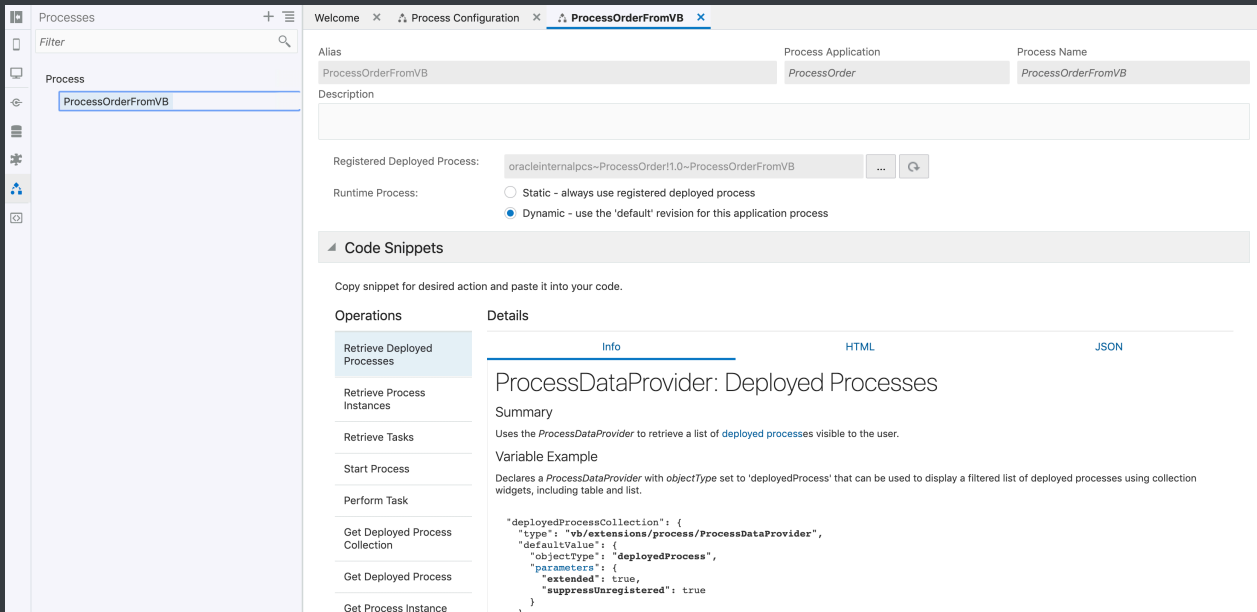 Processes
Filter
Process
ProcessOrderFromVB
Welcome
Process Configuration
ProcessOrderFromVB
Alias
Process Application
Process Name
ProcessOrderFromVB
ProcessOrder
ProcessOrderFromVB
Description
Registered Deployed Process:
oracleinternalpcs~ProcessOrder!1.0~ProcessOrderFromVB
...
Runtime Process:
Static - always use registered deployed process
Dynamic - use the 'default' revision for this application process
Code Snippets
Copy snippet for desired action and paste it into your code.
Operations
Retrieve Deployed
Processes
Retrieve Process
Instances
Retrieve Tasks
Start Process
Perform Task
Get Deployed Process
Collection
Get Deployed Process
Get Process Instance
Details
Info
HTML
JSON
ProcessDataProvider: Deployed Processes
Summary
Uses the ProcessDataProvider to retrieve a list of deployed processes visible to the user.
Variable Example
Declares a ProcessDataProvider with objectType set to 'deployedProcess' that can be used to display a filtered list of deployed processes using collection
widgets, including table and list.
"deployedProcessCollection": {
"type": "vb/extensions/process/ProcessDataProvider",
"defaultValue": {
"objectType": "deployedProcess",
"parameters": {
"extended": true,
"suppressUnregistered": true
}
}